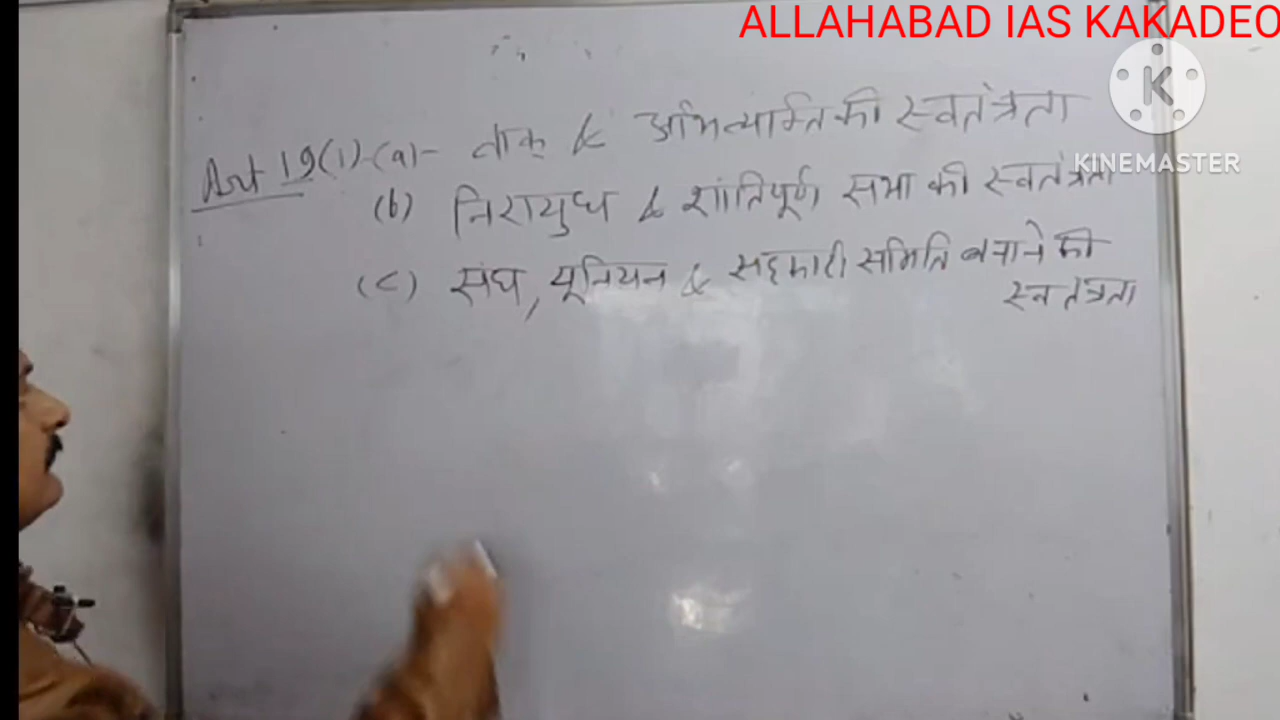 ALLAHABAD IAS KAKADEO
K
KINEMASTER
Art 19(1)-(a)- वाक् & अभिव्यक्ति की स्वतंत्रता
(b) निरायुध & शांतिपूर्ण सभा की स्वतंत्रता
(c) संघ, यूनियन & सहकारी समिति बनाने की
स्वतंत्रता